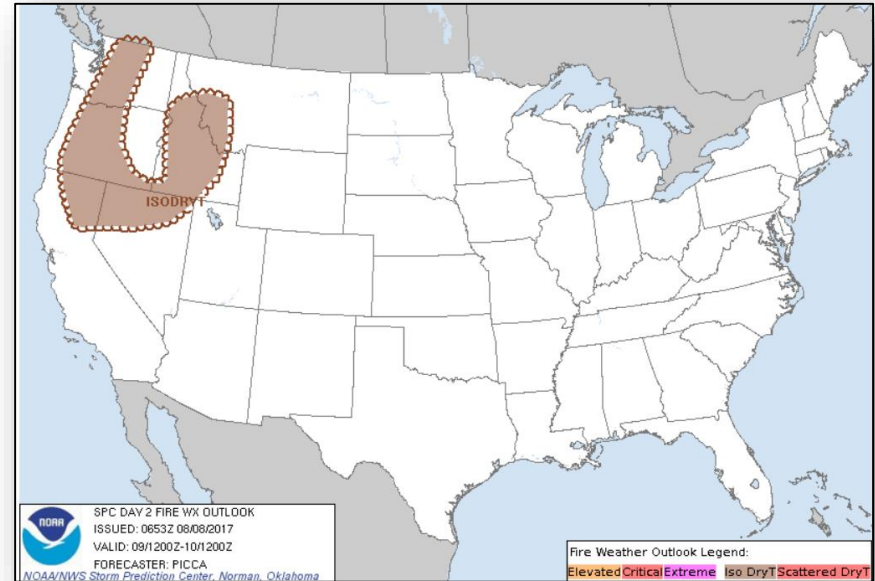 ISODRYT
NOAA
SPC DAY 2 FIRE WX OUTLOOK
ISSUED: 0653Z 08/08/2017
VALID: 09/1200Z-10/1200Z
FORECASTER: PICCA
NOAA/NWS Storm Prediction Center, Norman, Oklahoma
Fire Weather Outlook Legend:
Elevated Critical Extreme Iso DryT Scattered DryT